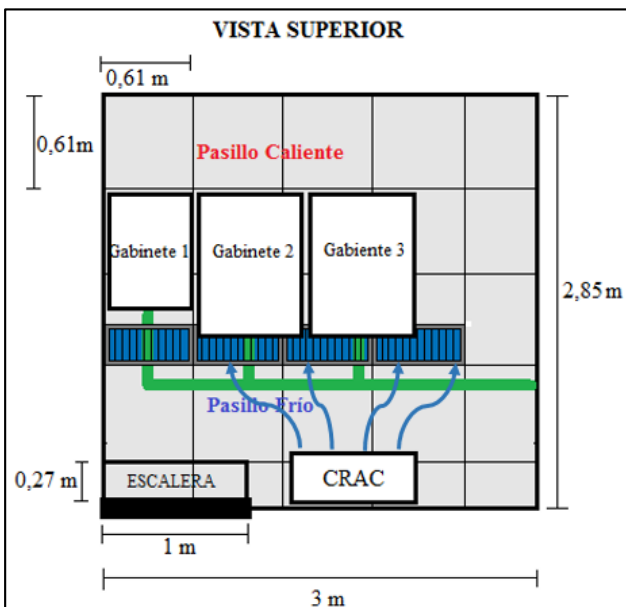 VISTA SUPERIOR
0,61 m
0,61m
Pasillo Caliente
Gabinete 1
Gabinete 2
Gabiente 3
2,85 m
Pasillo Frío
0,27 m
ESCALERA
CRAC
1 m
3 m